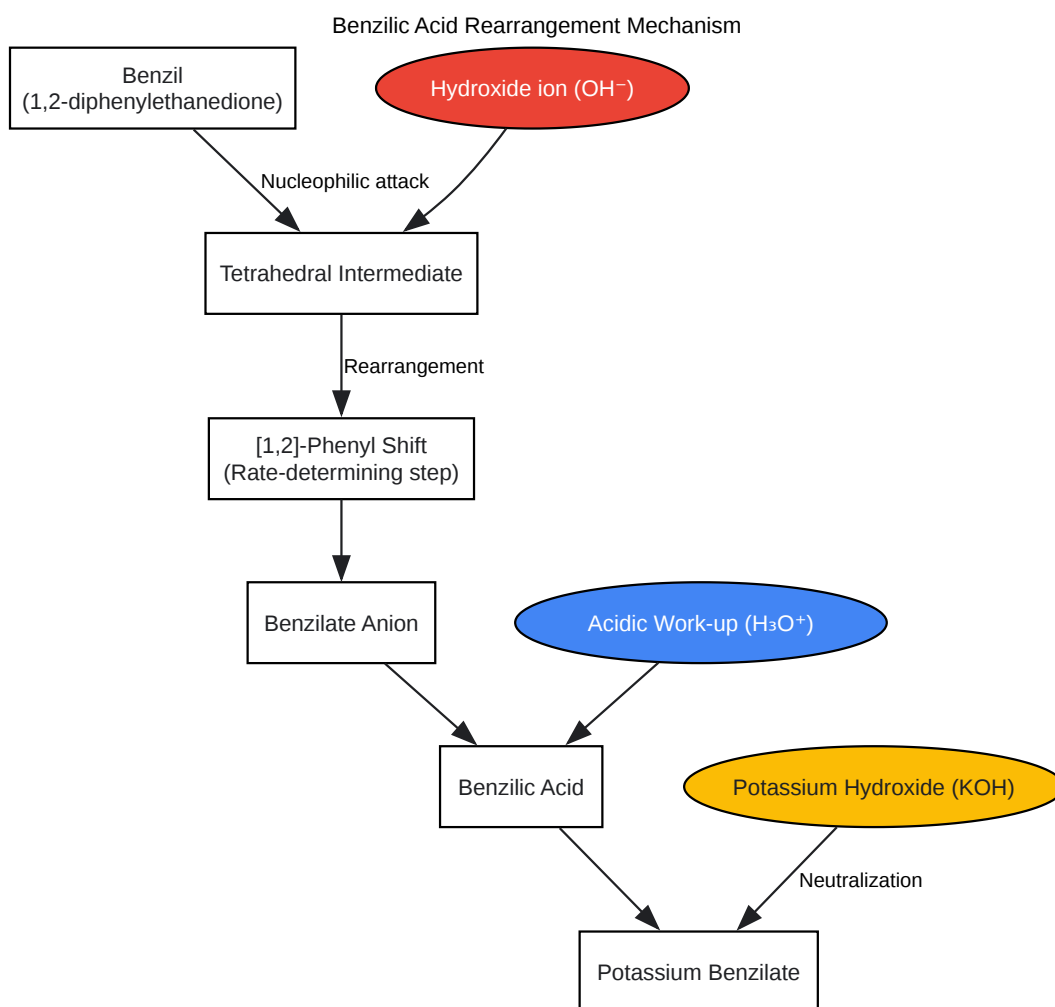 Benzilic Acid Rearrangement Mechanism
Benzil
(1,2-diphenylethanedione)
Hydroxide ion (OH⁻)
Nucleophilic attack
Tetrahedral Intermediate
Rearrangement
[1,2]-Phenyl Shift
(Rate-determining step)
Benzilate Anion
Acidic Work-up (H₃O⁺)
Benzilic Acid
Potassium Hydroxide (KOH)
Neutralization
Potassium Benzilate